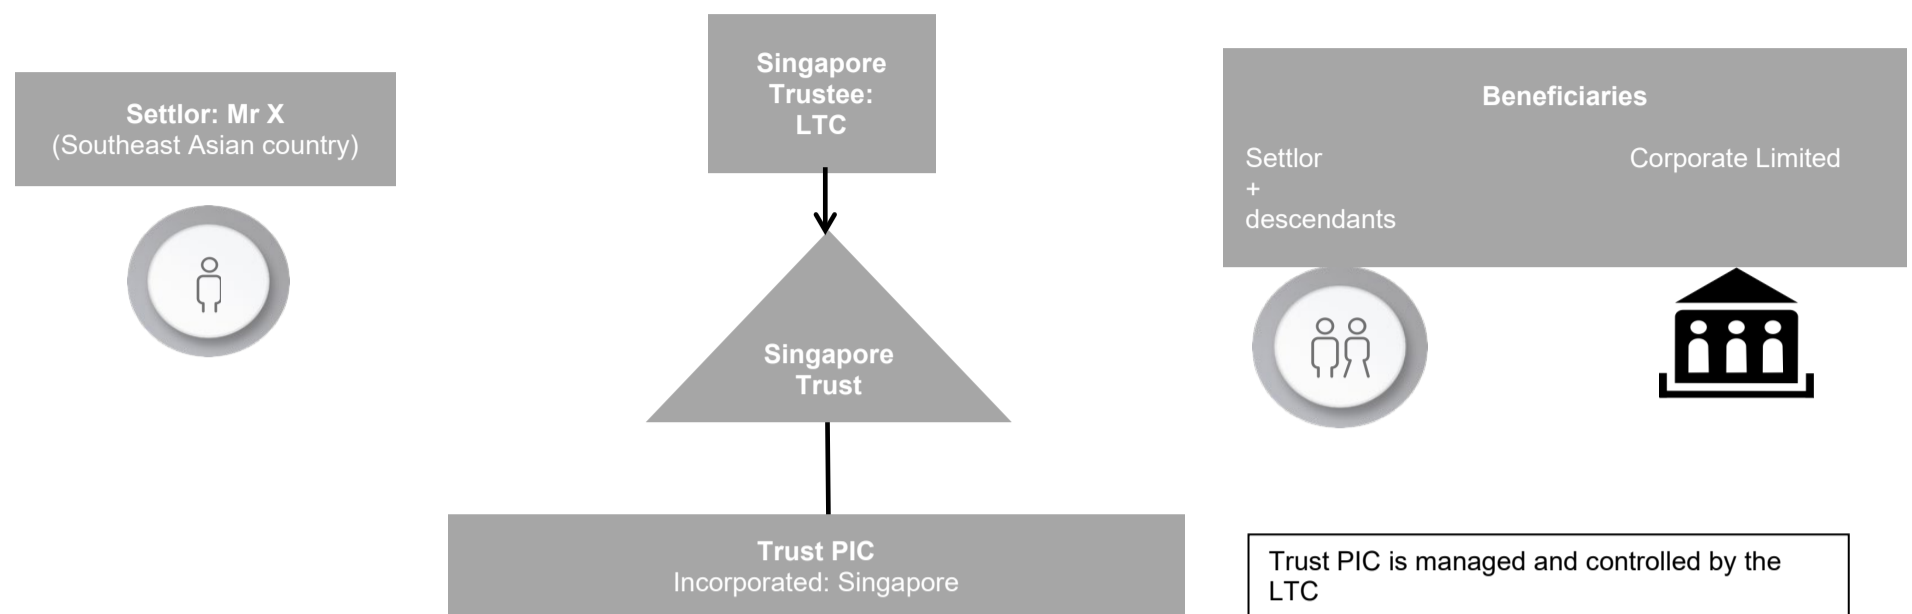 Settlor: Mr X
(Southeast Asian country)
Singapore
Trustee:
LTC
Beneficiaries
Settlor
+
descendants
Corporate Limited
Singapore
Trust
Trust PIC
Incorporated: Singapore
Trust PIC is managed and controlled by the
LTC